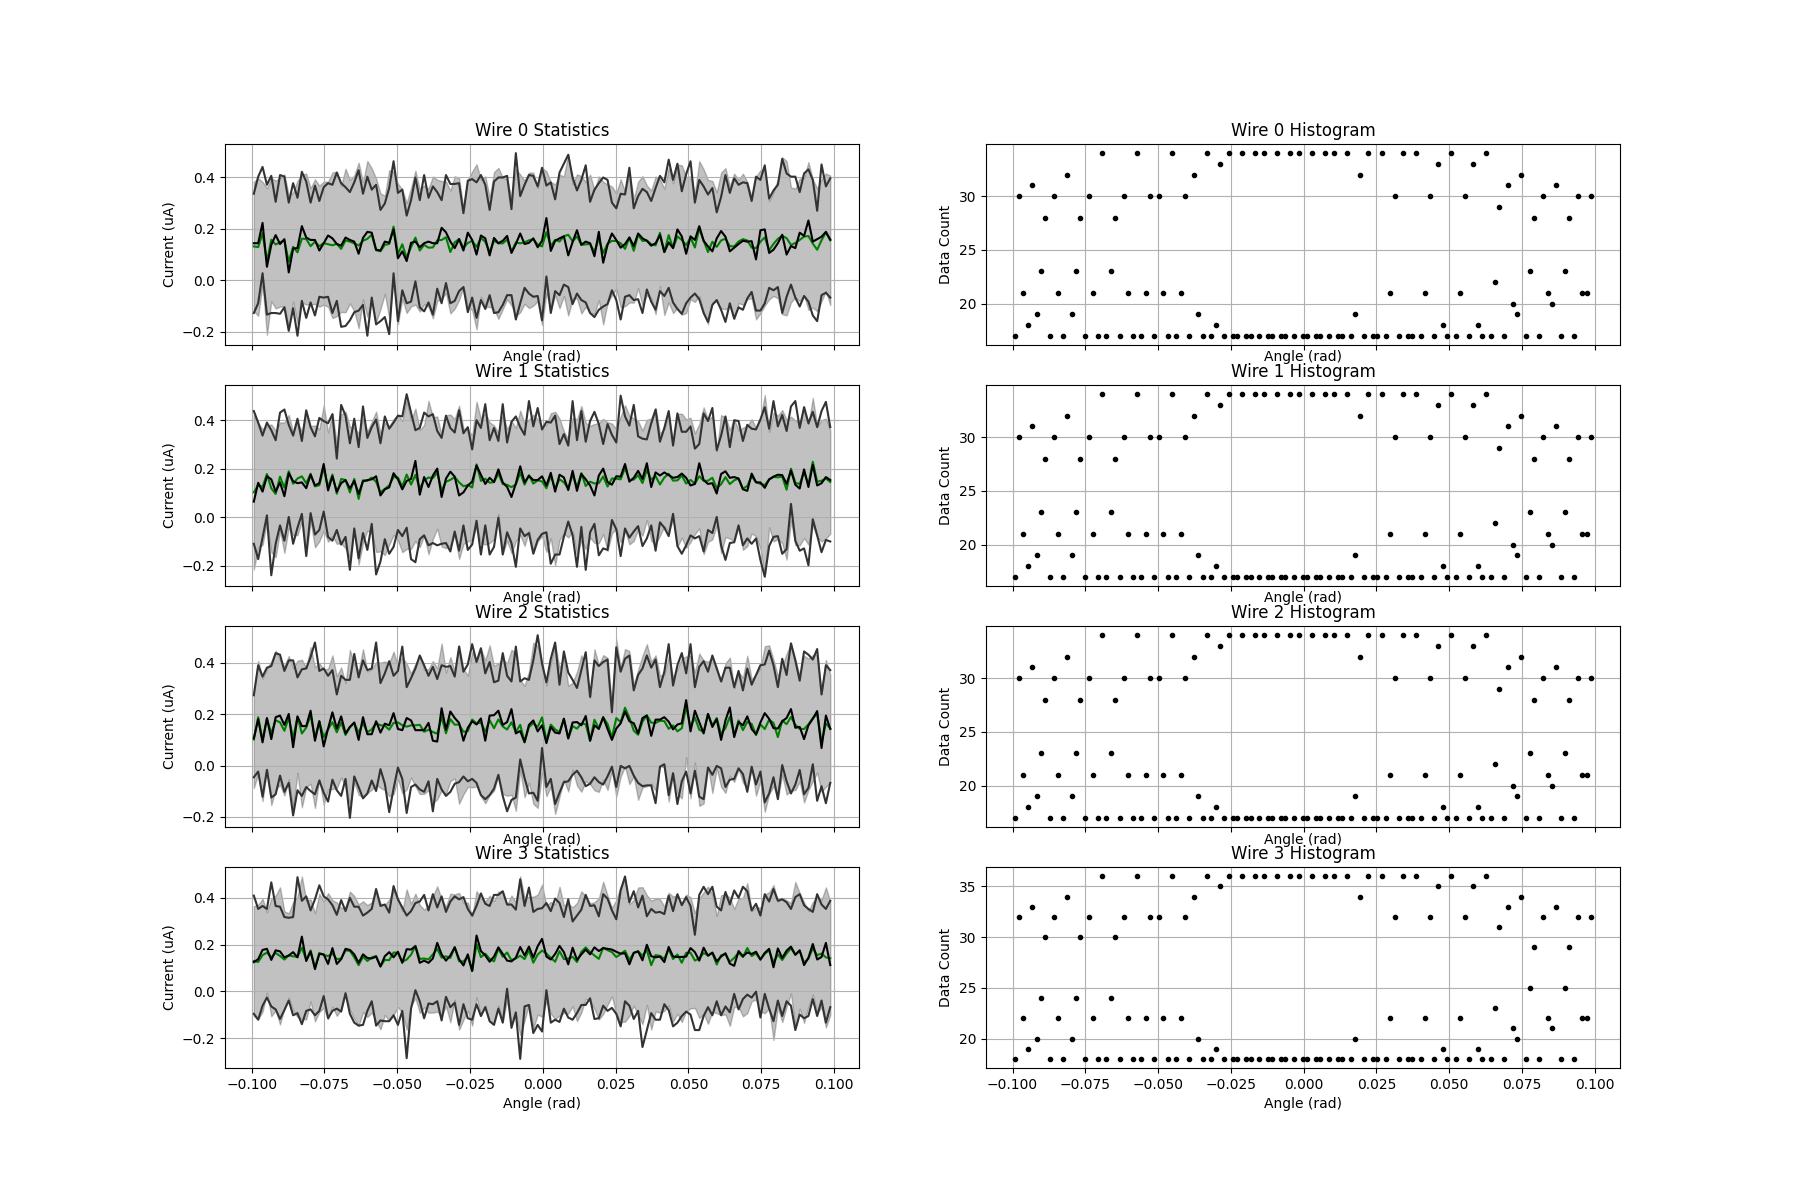 Wire 0 Statistics
Current (uA)
0.4
0.2
0.0
−0.2
Angle (rad)
Wire 0 Histogram
Data Count
30
25
20
Angle (rad)
Wire 1 Statistics
Current (uA)
0.4
0.2
0.0
−0.2
Angle (rad)
Wire 1 Histogram
Data Count
30
25
20
Angle (rad)
Wire 2 Statistics
Current (uA)
0.4
0.2
0.0
−0.2
Angle (rad)
Wire 2 Histogram
Data Count
30
25
20
Angle (rad)
Wire 3 Statistics
Current (uA)
0.4
0.2
0.0
−0.2
−0.100 −0.075 −0.050 −0.025 0.000 0.025 0.050 0.075 0.100
Angle (rad)
Wire 3 Histogram
Data Count
35
30
25
20
−0.100 −0.075 −0.050 −0.025 0.000 0.025 0.050 0.075 0.100
Angle (rad)